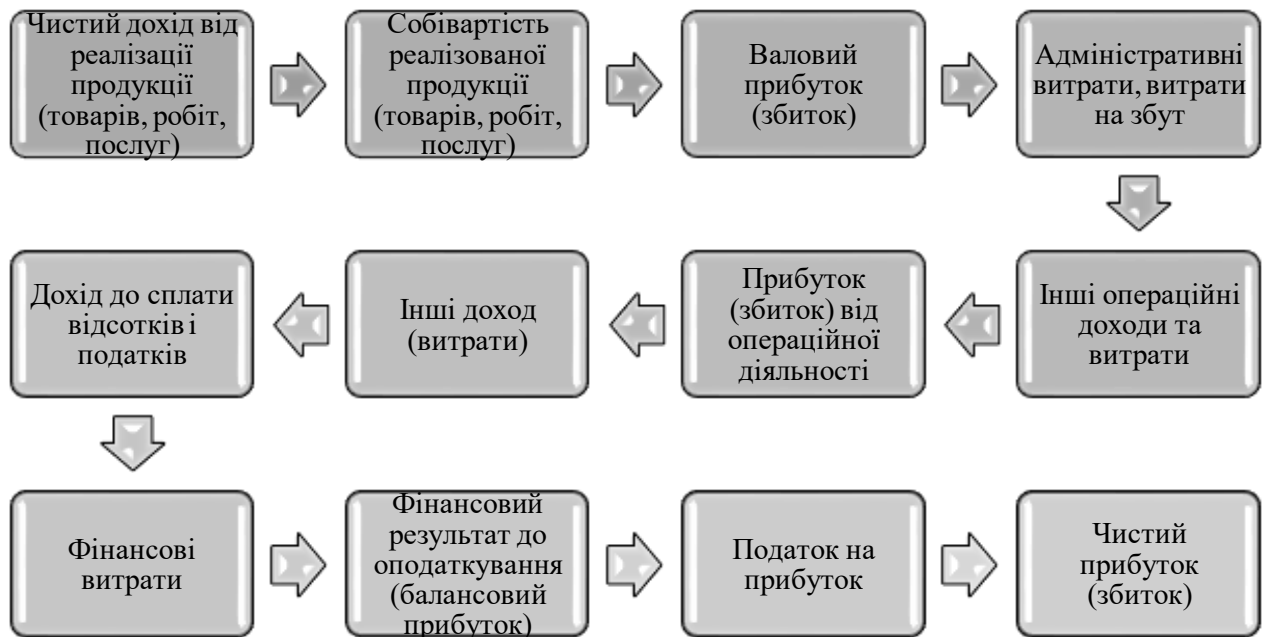 Чистий дохід від
реалізації
продукції
(товарів, робіт,
послуг)
Собівартість
реалізованої
продукції
(товарів, робіт,
послуг)
Валовий
прибуток
(збиток)
Адміністративні
витрати, витрати
на збут
Інші операційні
доходи та
витрати
Прибуток
(збиток) від
операційної
діяльності
Інші доход
(витрати)
Дохід до сплати
відсотків і
податків
Фінансові
витрати
Фінансовий
результат до
оподаткування
(балансовий
прибуток)
Податок на
прибуток
Чистий
прибуток
(збиток)